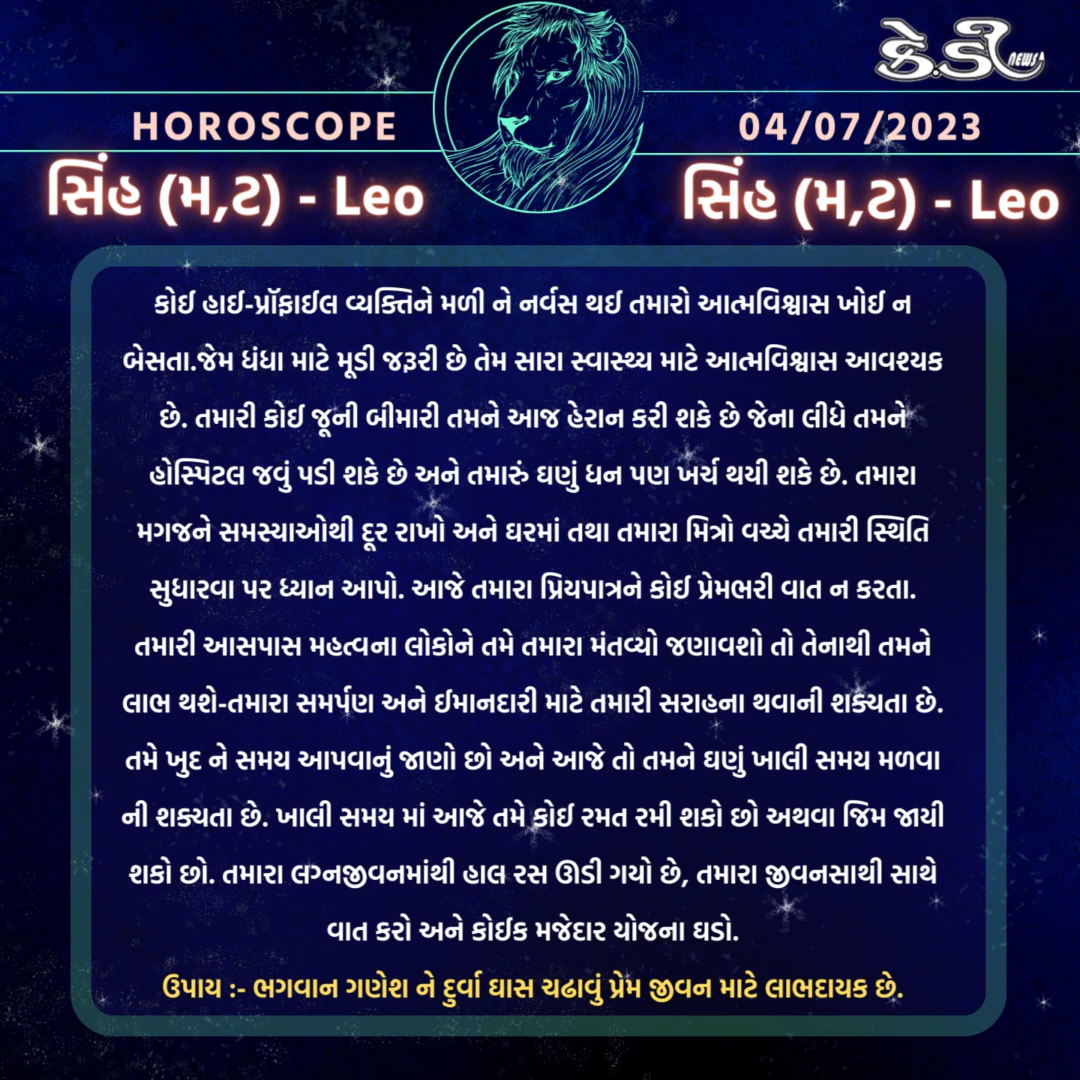 કે.ડી NEWS
HOROSCOPE
04/07/2023
સિંહ (મ,ટ) - Leo
સિંહ (મ,ટ) - Leo
કોઈ હાઈ-પ્રૉફાઈલ વ્યક્તિને મળી ને નર્વસ થઈ તમારો આત્મવિશ્વાસ ખોઈ ન
બેસતા.જેમ ધંધા માટે મૂડી જરૂરી છે તેમ સારા સ્વાસ્થ્ય માટે આત્મવિશ્વાસ આવશ્યક
છે. તમારી કોઈ જૂની બીમારી તમને આજ હેરાન કરી શકે છે જેના લીધે તમને
હોસ્પિટલ જવું પડી શકે છે અને તમારું ઘણું ધન પણ ખર્ચ થયી શકે છે. તમારા
મગજને સમસ્યાઓથી દૂર રાખો અને ઘરમાં તથા તમારા મિત્રો વચ્ચે તમારી સ્થિતિ
સુધારવા પર ધ્યાન આપો. આજે તમારા પ્રિયપાત્રને કોઈ પ્રેમભરી વાત ન કરતા.
તમારી આસપાસ મહત્વના લોકોને તમે તમારા મંતવ્યો જણાવશો તો તેનાથી તમને
લાભ થશે-તમારા સમર્પણ અને ઈમાનદારી માટે તમારી સરાહના થવાની શક્યતા છે.
તમે ખુદ ને સમય આપવાનું જાણો છો અને આજે તો તમને ઘણું ખાલી સમય મળવા
ની શક્યતા છે. ખાલી સમય માં આજે તમે કોઈ રમત રમી શકો છો અથવા જિમ જાયી
શકો છો. તમારા લગ્નજીવનમાંથી હાલ રસ ઊડી ગયો છે, તમારા જીવનસાથી સાથે
વાત કરો અને કોઈક મજેદાર યોજના ઘડો.
ઉપાય :- ભગવાન ગણેશ ને દુર્વા ઘાસ ચઢાવું પ્રેમ જીવન માટે લાભદાયક છે.